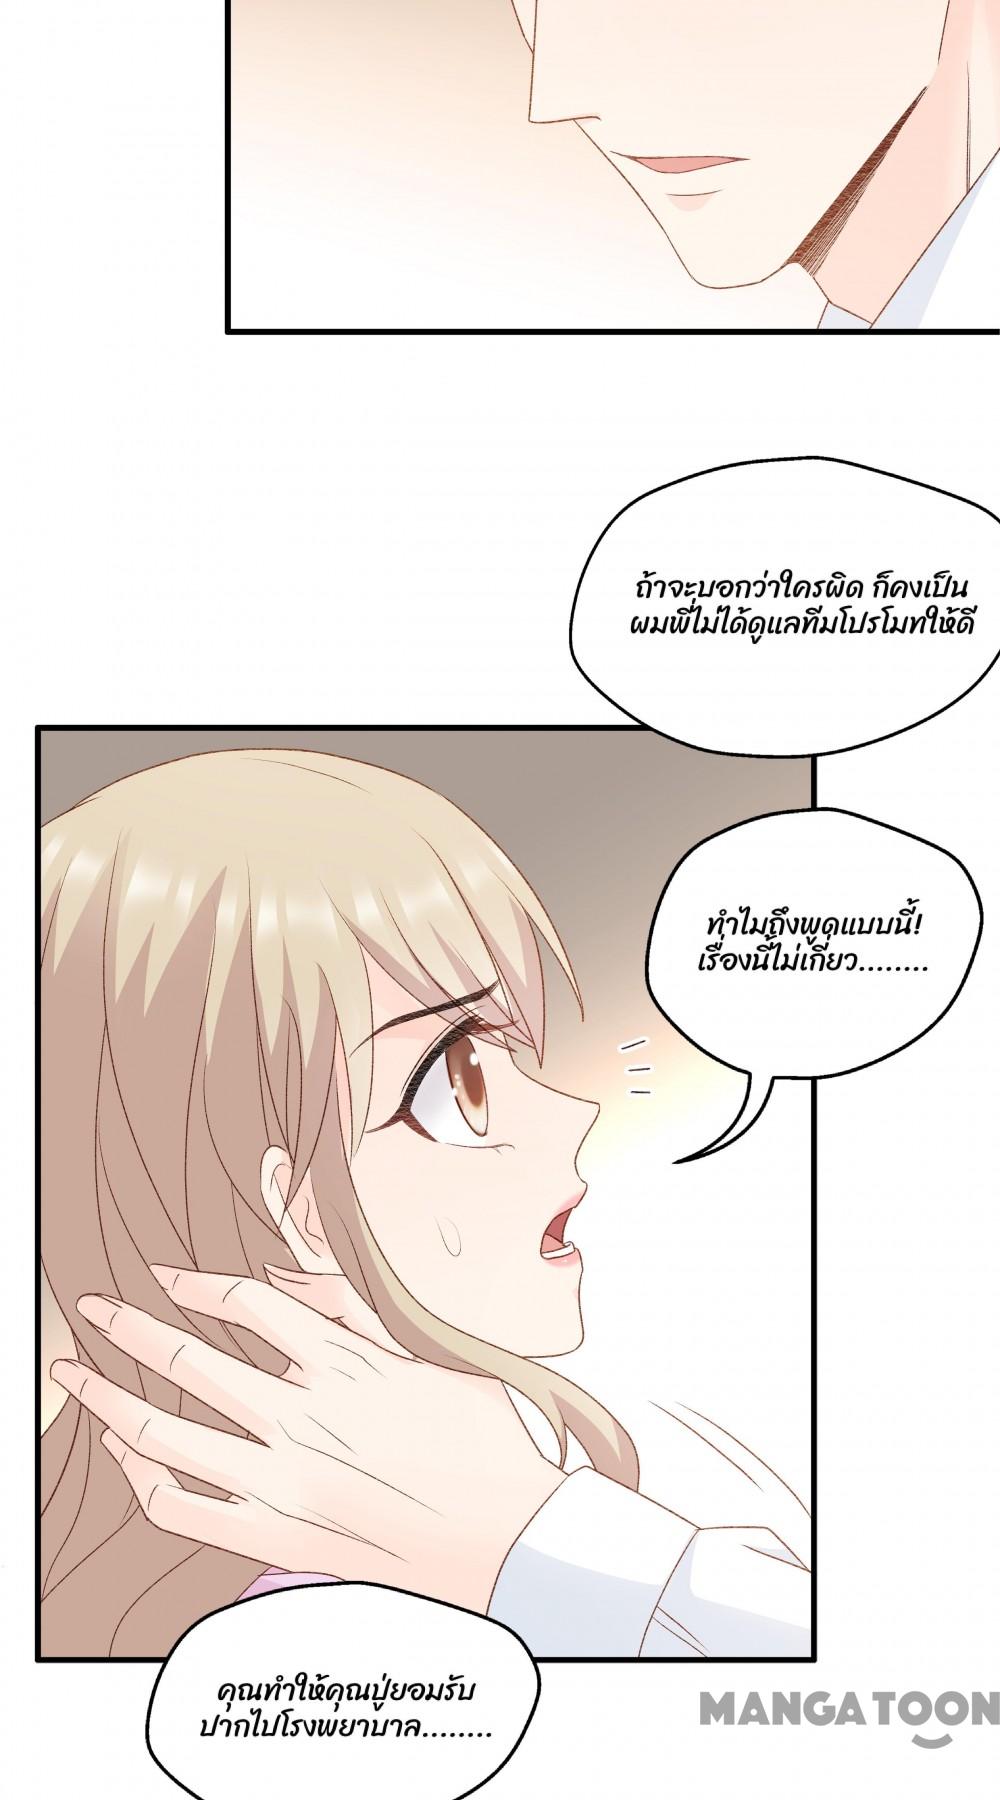 ถ้าจะบอกว่าใครผิด ก็คงเป็น
ผมพี่ไม่ได้ดูแลทีมโปรโมทให้ดี
ทำไมถึงพูดแบบนี้!
เรื่องนี้ไม่เกี่ยว........
คุณทำให้คุณปู่ยอมรับ
ปากไปโรงพยาบาล........
MANGATOON